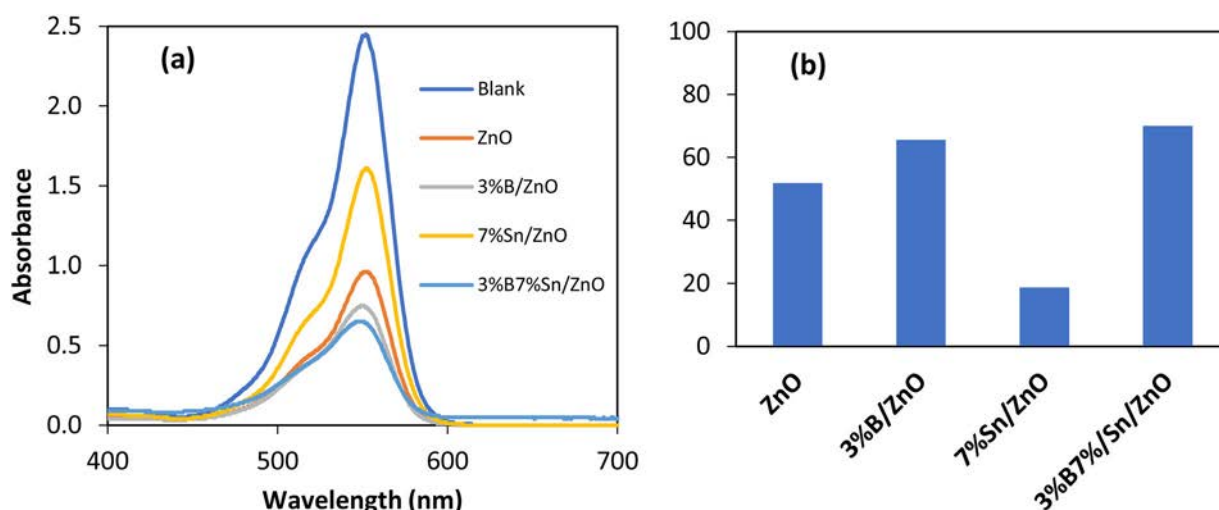 (a)
2.5
2.0
1.5
1.0
0.5
0.0
Absorbance
400
500
600
700
Wavelength (nm)
Blank
ZnO
3%B/ZnO
7%Sn/ZnO
3%B7%Sn/ZnO
(b)
100
80
60
40
20
0
ZnO
3%B/ZnO
7%Sn/ZnO
3%B7%/Sn/ZnO